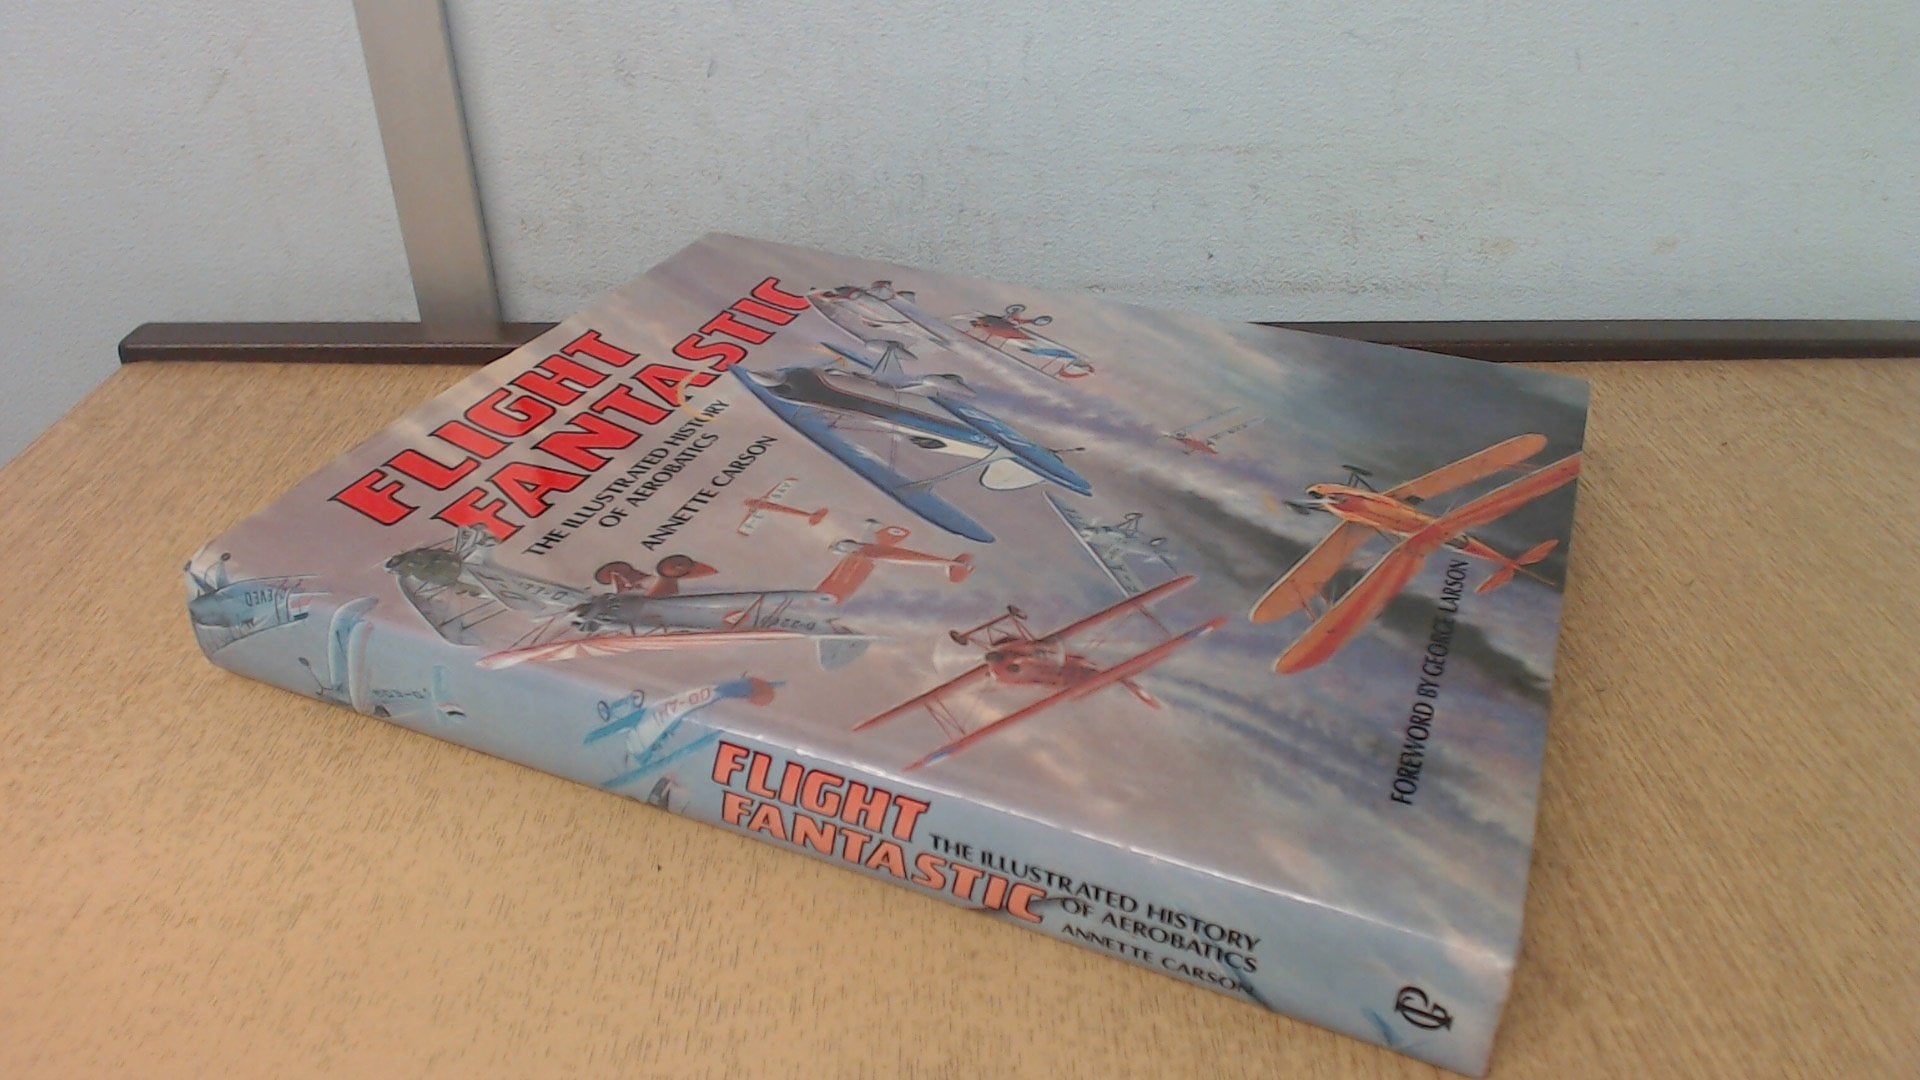 FLIGHT
FANTASTIC
THE ILLUSTRATED HISTORY
OF AEROBATICS
ANNETTE CARSON
FOREWORD BY GEORGE LARSON
FLIGHT
FANTASTIC
THE ILLUSTRATED HISTORY
OF AEROBATICS
ANNETTE CARSON